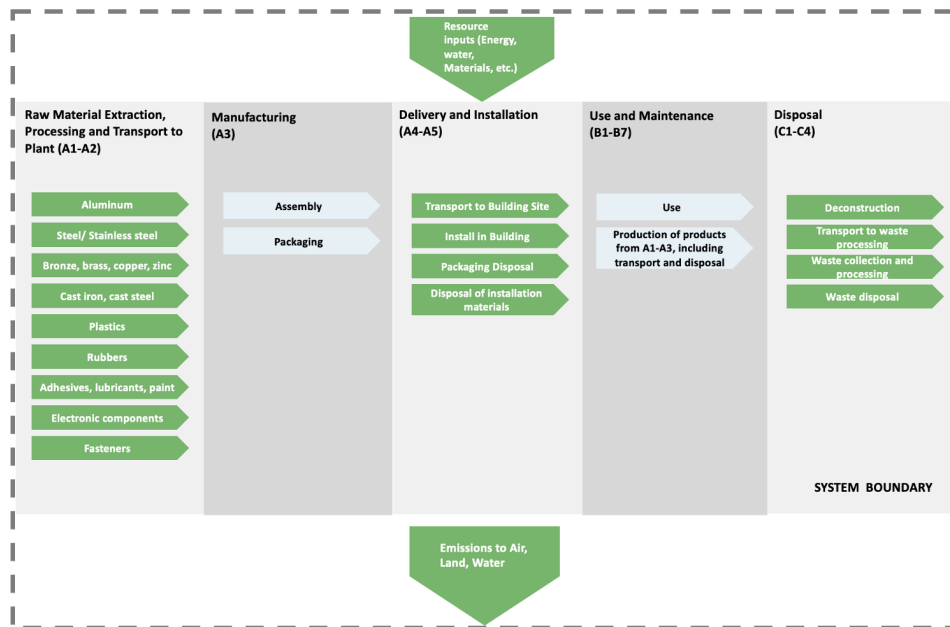 Resource
inputs (Energy,
water,
Materials, etc.)
Raw Material Extraction,
Processing and Transport to
Plant (A1-A2)
Aluminum
Steel/ Stainless steel
Bronze, brass, copper, zinc
Cast iron, cast steel
Plastics
Rubbers
Adhesives, lubricants, paint
Electronic components
Fasteners
Manufacturing
(A3)
Assembly
Packaging
Delivery and Installation
(A4-A5)
Transport to Building Site
Install in Building
Packaging Disposal
Disposal of installation
materials
Use and Maintenance
(B1-B7)
Use
Production of products
from A1-A3, including
transport and disposal
Disposal
(C1-C4)
Deconstruction
Transport to waste
processing
Waste collection and
processing
Waste disposal
SYSTEM BOUNDARY
Emissions to Air,
Land, Water